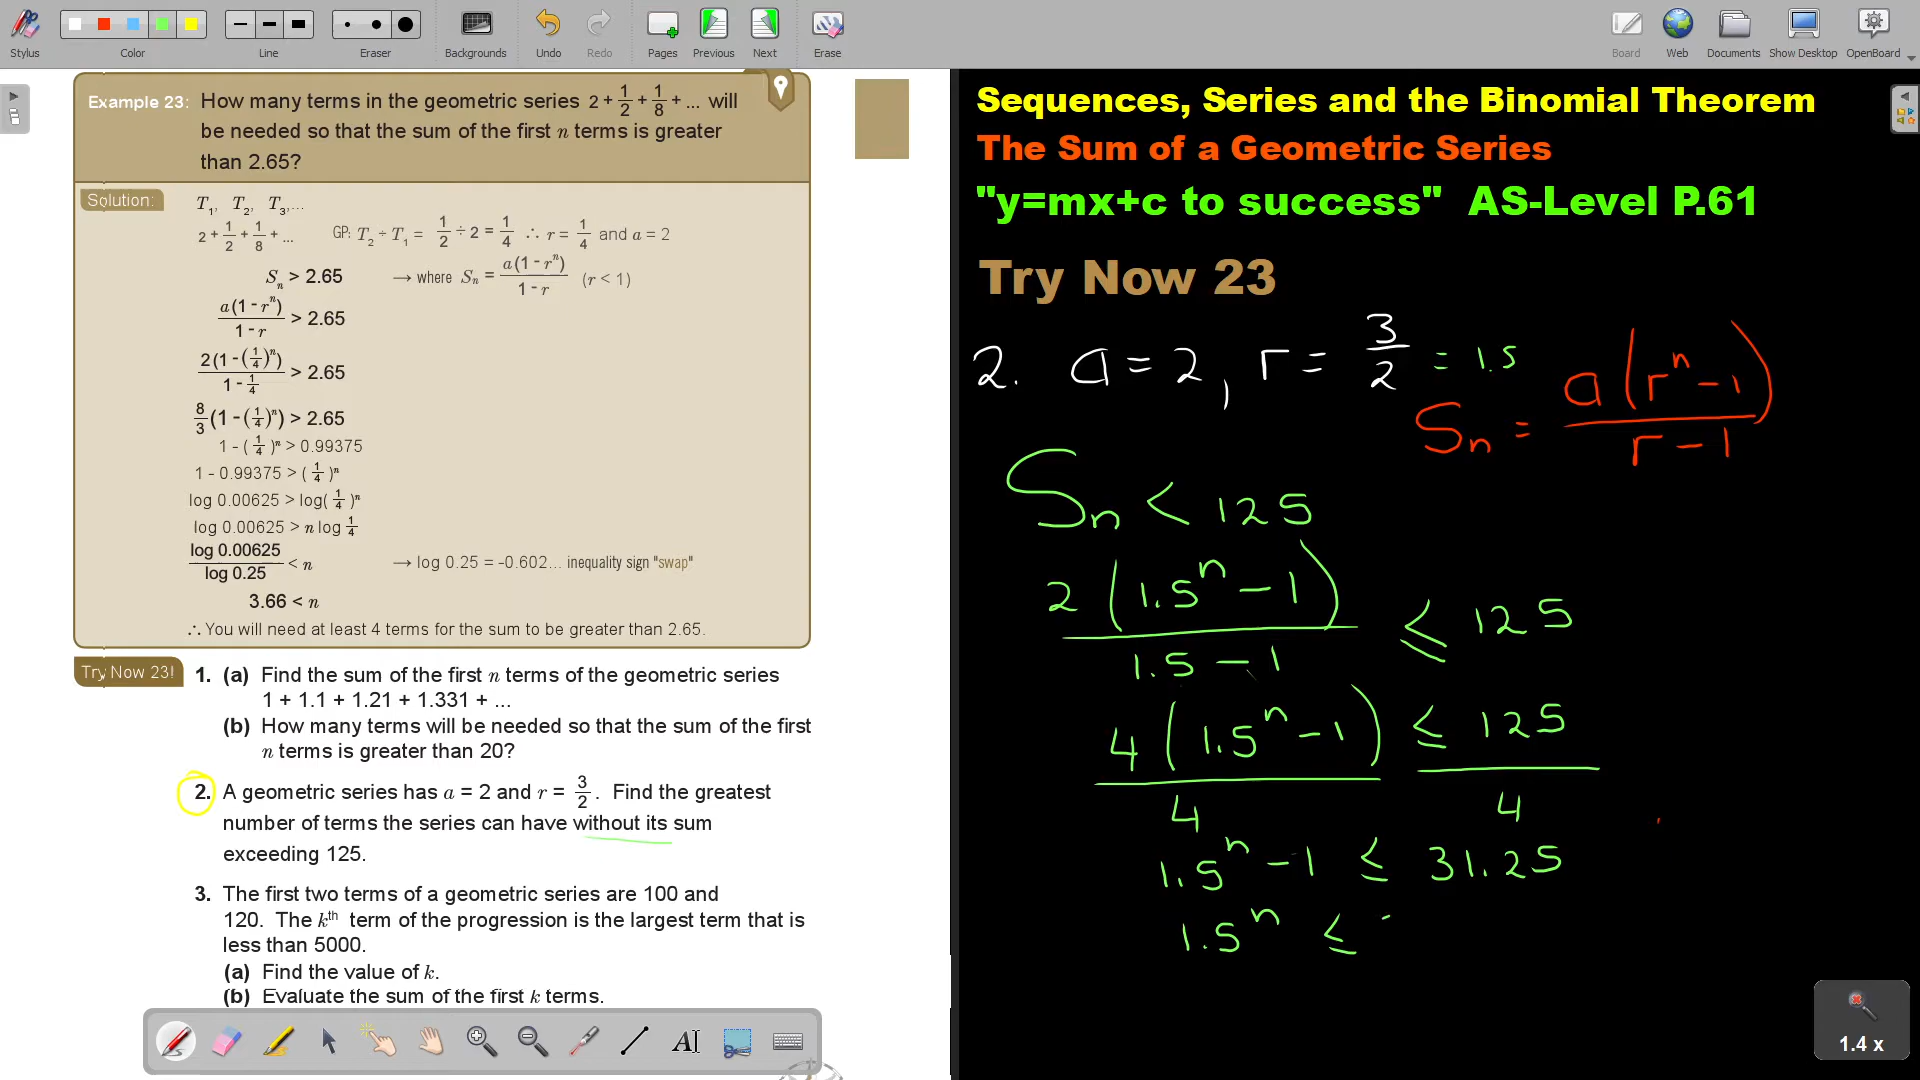 Stylus Color Line Eraser Backgrounds Undo Redo Pages Previous Next Erase Board Web Documents Show Desktop OpenBoard
Example 23: How many terms in the geometric series 2 + 1/2 + 1/8 + ... will
be needed so that the sum of the first n terms is greater
than 2.65?
Solution:
T₁, T₂, T₃,...
2 + 1/2 + 1/8 + ... GP: T₂ ÷ T₁ = 1/2 ÷ 2 = 1/4 ∴ r = 1/4 and a = 2
Sₙ > 2.65 → where Sₙ = a(1 - rⁿ)/1 - r (r < 1)
a(1 - rⁿ)/1 - r > 2.65
2(1 - (1/4)ⁿ)/1 - 1/4 > 2.65
8/3 (1 - (1/4)ⁿ) > 2.65
1 - (1/4)ⁿ > 0.99375
1 - 0.99375 > (1/4)ⁿ
log 0.00625 > log(1/4)ⁿ
log 0.00625 > n log 1/4
log 0.00625/log 0.25 < n → log 0.25 = -0.602... inequality sign "swap"
3.66 < n
∴ You will need at least 4 terms for the sum to be greater than 2.65.
Try Now 23!
1. (a) Find the sum of the first n terms of the geometric series
1 + 1.1 + 1.21 + 1.331 + ...
(b) How many terms will be needed so that the sum of the first
n terms is greater than 20?
2. A geometric series has a = 2 and r = 3/2. Find the greatest
number of terms the series can have without its sum
exceeding 125.
3. The first two terms of a geometric series are 100 and
120. The kᵗʰ term of the progression is the largest term that is
less than 5000.
(a) Find the value of k.
(b) Evaluate the sum of the first k terms.
Sequences, Series and the Binomial Theorem
The Sum of a Geometric Series
"y=mx+c to success" AS-Level P.61
Try Now 23
2. a = 2, r = 3/2 = 1.5
Sₙ = a(rⁿ - 1)/r - 1
Sₙ < 125
2(1.5ⁿ - 1)/1.5 - 1 ≤ 125
4(1.5ⁿ - 1)/4 ≤ 125/4
1.5ⁿ - 1 ≤ 31.25
1.5ⁿ ≤
1.4 x